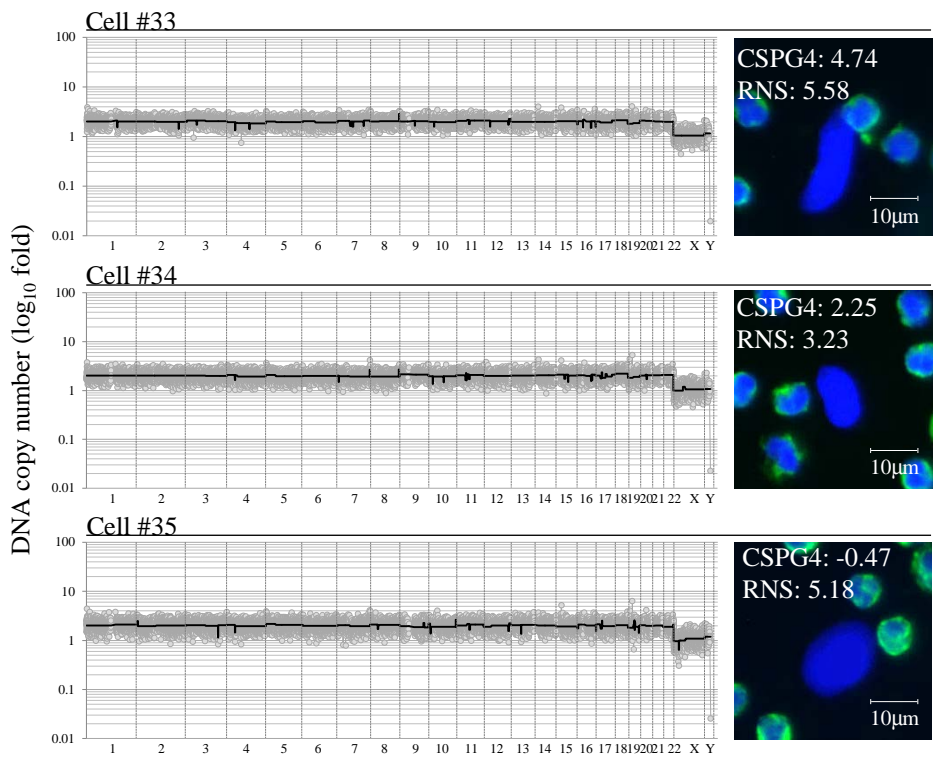 Cell #33
100
10
1
0.1
0.01
1 2 3 4 5 6 7 8 9 10 11 12 13 14 15 16 17 18 19 20 21 22 X Y
CSPG4: 4.74
RNS: 5.58
10μm
DNA copy number (log10 fold)
Cell #34
100
10
1
0.1
0.01
1 2 3 4 5 6 7 8 9 10 11 12 13 14 15 16 17 18 19 20 21 22 X Y
CSPG4: 2.25
RNS: 3.23
10μm
Cell #35
100
10
1
0.1
0.01
1 2 3 4 5 6 7 8 9 10 11 12 13 14 15 16 17 18 19 20 21 22 X Y
CSPG4: -0.47
RNS: 5.18
10μm